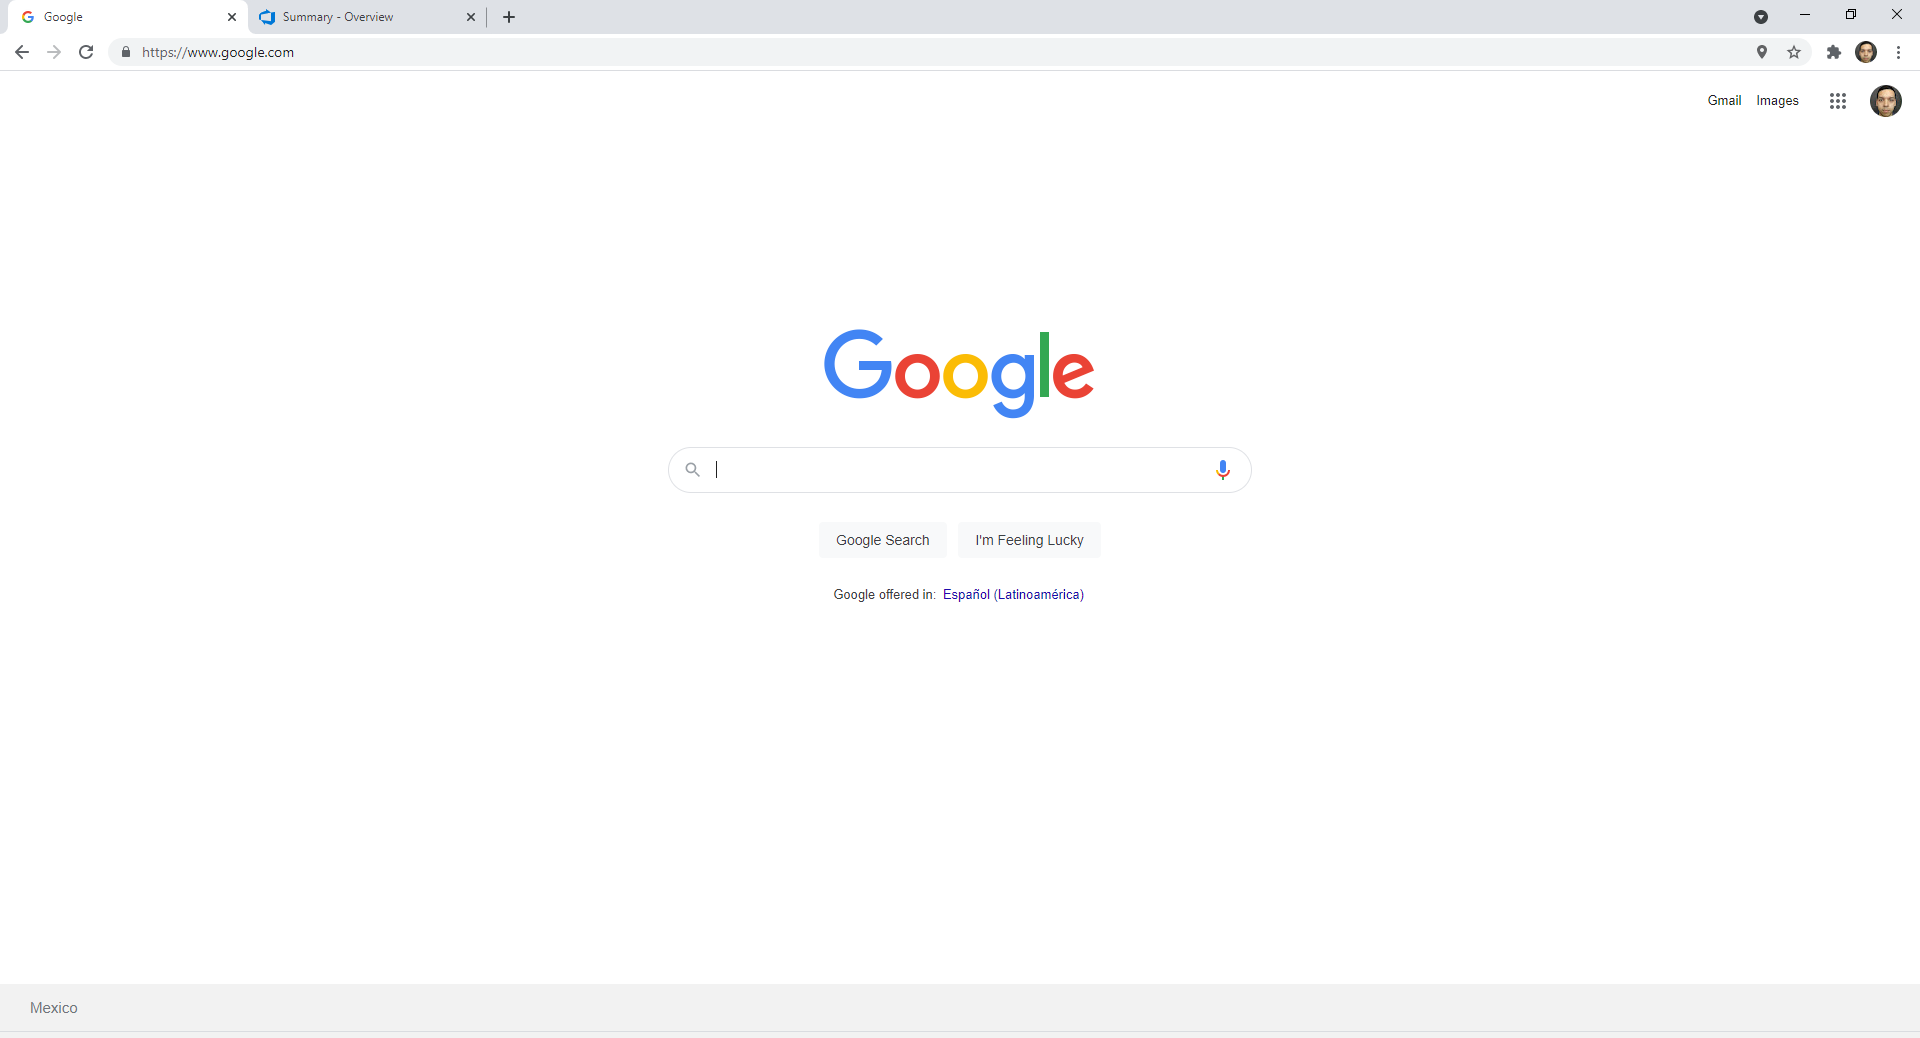 Google
Summary - Overview
https://www.google.com
Gmail Images
Google
Google Search I'm Feeling Lucky
Google offered in: Español (Latinoamérica)
Mexico